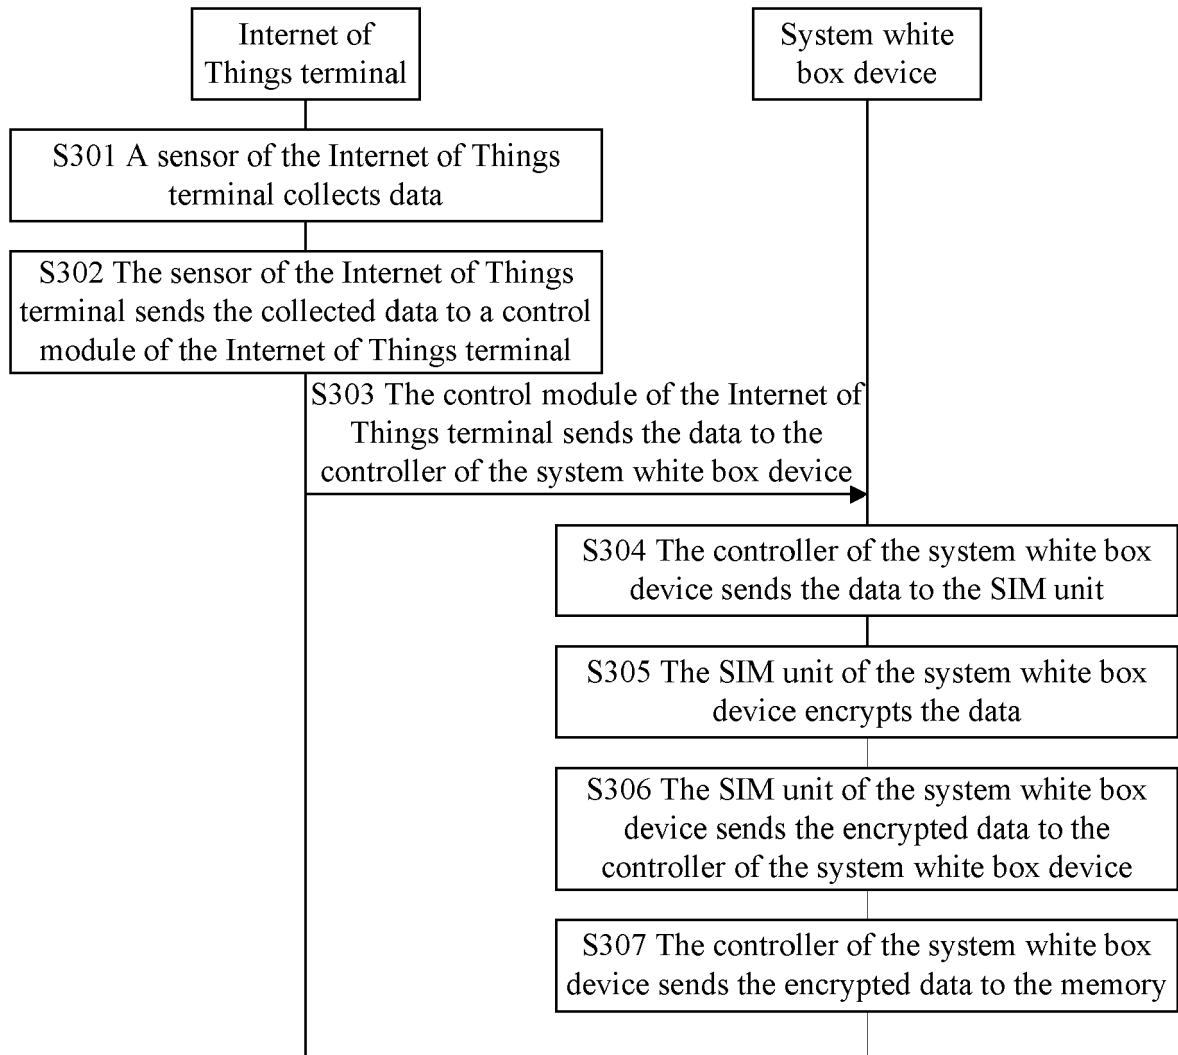 Internet of
Things terminal
System white
box device
S301 A sensor of the Internet of Things
terminal collects data
S302 The sensor of the Internet of Things
terminal sends the collected data to a control
module of the Internet of Things terminal
S303 The control module of the Internet of
Things terminal sends the data to the
controller of the system white box device
S304 The controller of the system white box
device sends the data to the SIM unit
S305 The SIM unit of the system white box
device encrypts the data
S306 The SIM unit of the system white box
device sends the encrypted data to the
controller of the system white box device
S307 The controller of the system white box
device sends the encrypted data to the memory